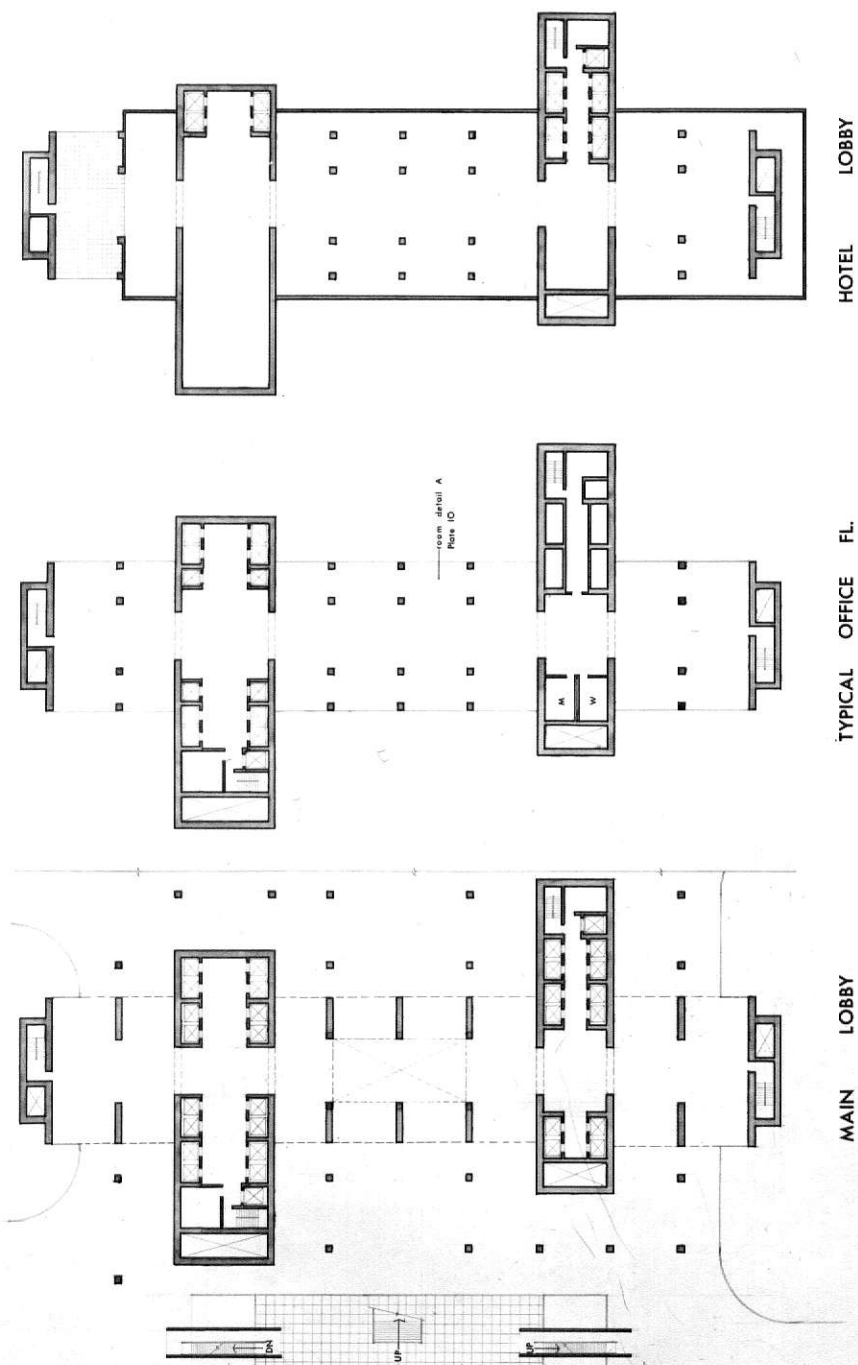 HOTEL LOBBY
room detail A
Plate 10
M
W
TYPICAL OFFICE FL.
MAIN LOBBY
DN
UP
UP